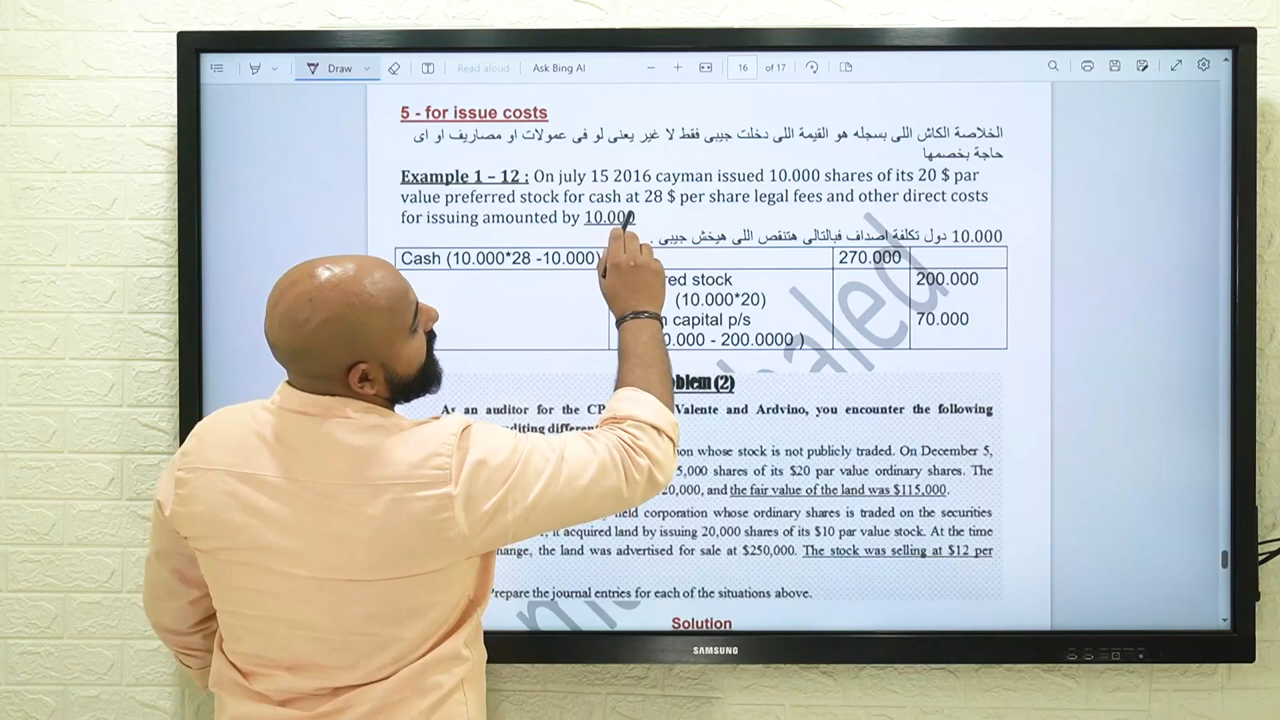 Draw
Read aloud
Ask Bing AI
16
of 17
5 - for issue costs
الخلاصة الكاش اللى بسجله هو القيمة اللى دخلت جيبى فقط لا غير يعنى لو فى عمولات او مصاريف او اى
حاجة بخصمها
Example 1 – 12 : On july 15 2016 cayman issued 10.000 shares of its 20 $ par
value preferred stock for cash at 28 $ per share legal fees and other direct costs
for issuing amounted by 10.000
10.000 دول تكلفة اصداف فبالتالى هتنقص اللى هيخش جيبى .
Cash (10.000*28 -10.000) 270.000
red stock 200.000
(10.000*20)
capital p/s 70.000
0.000 - 200.0000 )
haled
blem (2)
As an auditor for the CP Valente and Ardvino, you encounter the following
diting differen
on whose stock is not publicly traded. On December 5,
5,000 shares of its $20 par value ordinary shares. The
20,000, and the fair value of the land was $115,000.
held corporation whose ordinary shares is traded on the securities
it acquired land by issuing 20,000 shares of its $10 par value stock. At the time
hange, the land was advertised for sale at $250,000. The stock was selling at $12 per
Prepare the journal entries for each of the situations above.
Solution
SAMSUNG